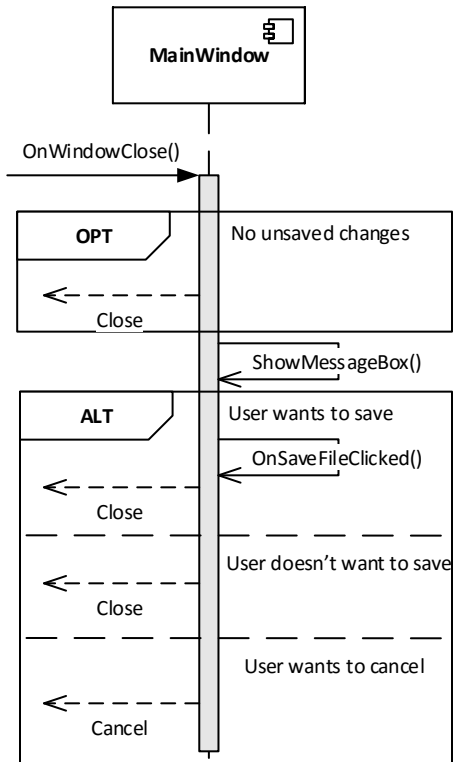 MainWindow
OnWindowClose()
OPT
No unsaved changes
Close
ShowMessageBox()
ALT
User wants to save
OnSaveFileClicked()
Close
User doesn’t want to save
Close
User wants to cancel
Cancel